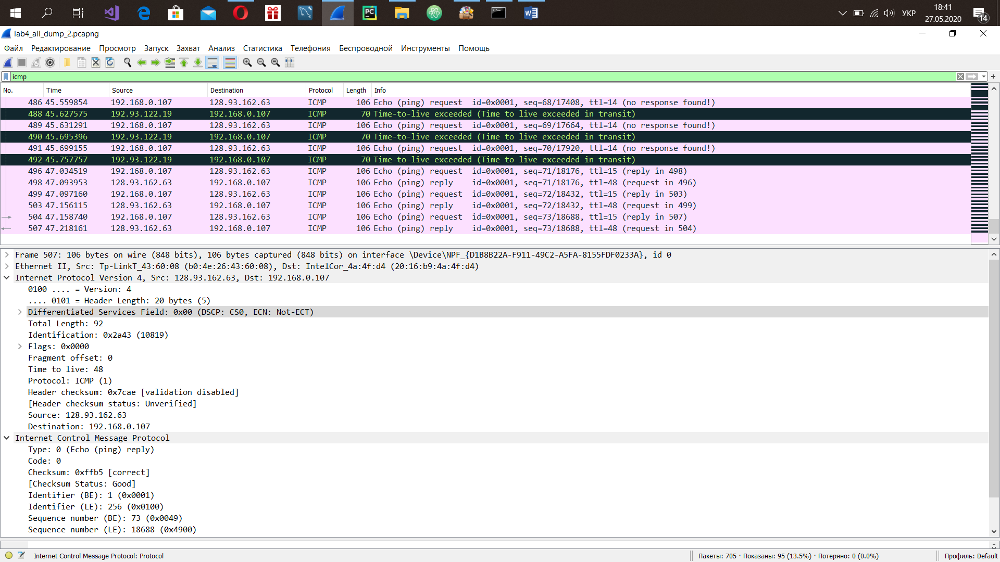 УКР
18:41
27.05.2020
14
lab4_all_dump_2.pcapng
Файл Редактирование Просмотр Запуск Захват Анализ Статистика Телефония Беспроводной Инструменты Помощь
icmp
No. Time Source Destination Protocol Length Info
486 45.559854 192.168.0.107 128.93.162.63 ICMP 106 Echo (ping) request id=0x0001, seq=68/17408, ttl=14 (no response found!)
488 45.627575 192.93.122.19 192.168.0.107 ICMP 70 Time-to-live exceeded (Time to live exceeded in transit)
489 45.631291 192.168.0.107 128.93.162.63 ICMP 106 Echo (ping) request id=0x0001, seq=69/17664, ttl=14 (no response found!)
490 45.695396 192.93.122.19 192.168.0.107 ICMP 70 Time-to-live exceeded (Time to live exceeded in transit)
491 45.699155 192.168.0.107 128.93.162.63 ICMP 106 Echo (ping) request id=0x0001, seq=70/17920, ttl=14 (no response found!)
492 45.757757 192.93.122.19 192.168.0.107 ICMP 70 Time-to-live exceeded (Time to live exceeded in transit)
496 47.034519 192.168.0.107 128.93.162.63 ICMP 106 Echo (ping) request id=0x0001, seq=71/18176, ttl=15 (reply in 498)
498 47.093953 128.93.162.63 192.168.0.107 ICMP 106 Echo (ping) reply id=0x0001, seq=71/18176, ttl=48 (request in 496)
499 47.097160 192.168.0.107 128.93.162.63 ICMP 106 Echo (ping) request id=0x0001, seq=72/18432, ttl=15 (reply in 503)
503 47.156115 128.93.162.63 192.168.0.107 ICMP 106 Echo (ping) reply id=0x0001, seq=72/18432, ttl=48 (request in 499)
504 47.158740 192.168.0.107 128.93.162.63 ICMP 106 Echo (ping) request id=0x0001, seq=73/18688, ttl=15 (reply in 507)
507 47.218161 128.93.162.63 192.168.0.107 ICMP 106 Echo (ping) reply id=0x0001, seq=73/18688, ttl=48 (request in 504)
Frame 507: 106 bytes on wire (848 bits), 106 bytes captured (848 bits) on interface \Device\NPF_{D1B8B22A-F911-49C2-A5FA-8155FDF0233A}, id 0
Ethernet II, Src: Tp-LinkT_43:60:08 (b0:4e:26:43:60:08), Dst: IntelCor_4a:4f:d4 (20:16:b9:4a:4f:d4)
Internet Protocol Version 4, Src: 128.93.162.63, Dst: 192.168.0.107
0100 .... = Version: 4
.... 0101 = Header Length: 20 bytes (5)
Differentiated Services Field: 0x00 (DSCP: CS0, ECN: Not-ECT)
Total Length: 92
Identification: 0x2a43 (10819)
Flags: 0x0000
Fragment offset: 0
Time to live: 48
Protocol: ICMP (1)
Header checksum: 0x7cae [validation disabled]
[Header checksum status: Unverified]
Source: 128.93.162.63
Destination: 192.168.0.107
Internet Control Message Protocol
Type: 0 (Echo (ping) reply)
Code: 0
Checksum: 0xffb5 [correct]
[Checksum Status: Good]
Identifier (BE): 1 (0x0001)
Identifier (LE): 256 (0x0100)
Sequence number (BE): 73 (0x0049)
Sequence number (LE): 18688 (0x4900)
Internet Control Message Protocol: Protocol
Пакеты: 705 · Показаны: 95 (13.5%) · Потеряно: 0 (0.0%)
Профиль: Default